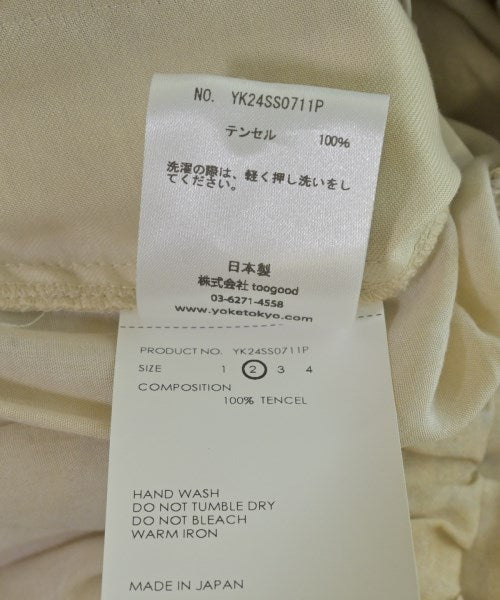 NO. YK24SS0711P
テンセル 100%
洗濯の際は、軽く押し洗いをし
てください。
日本製
株式会社 toogood
03-6271-4558
www.yoketokyo.com
PRODUCT NO. YK24SS0711P
SIZE 1 2 3 4
COMPOSITION
100% TENCEL
HAND WASH
DO NOT TUMBLE DRY
DO NOT BLEACH
WARM IRON
MADE IN JAPAN